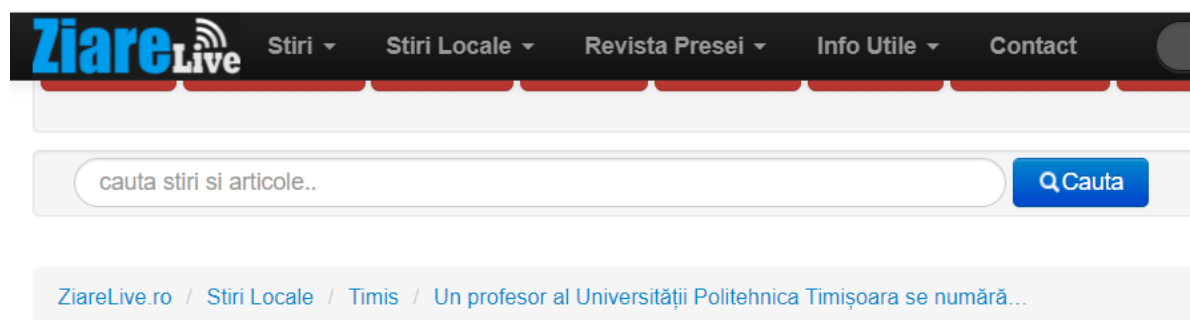 ZiareLive Stiri Stiri Locale Revista Presei Info Utile Contact
cauta stiri si articole.. Cauta
ZiareLive.ro / Stiri Locale / Timis / Un profesor al Universității Politehnica Timișoara se numără...